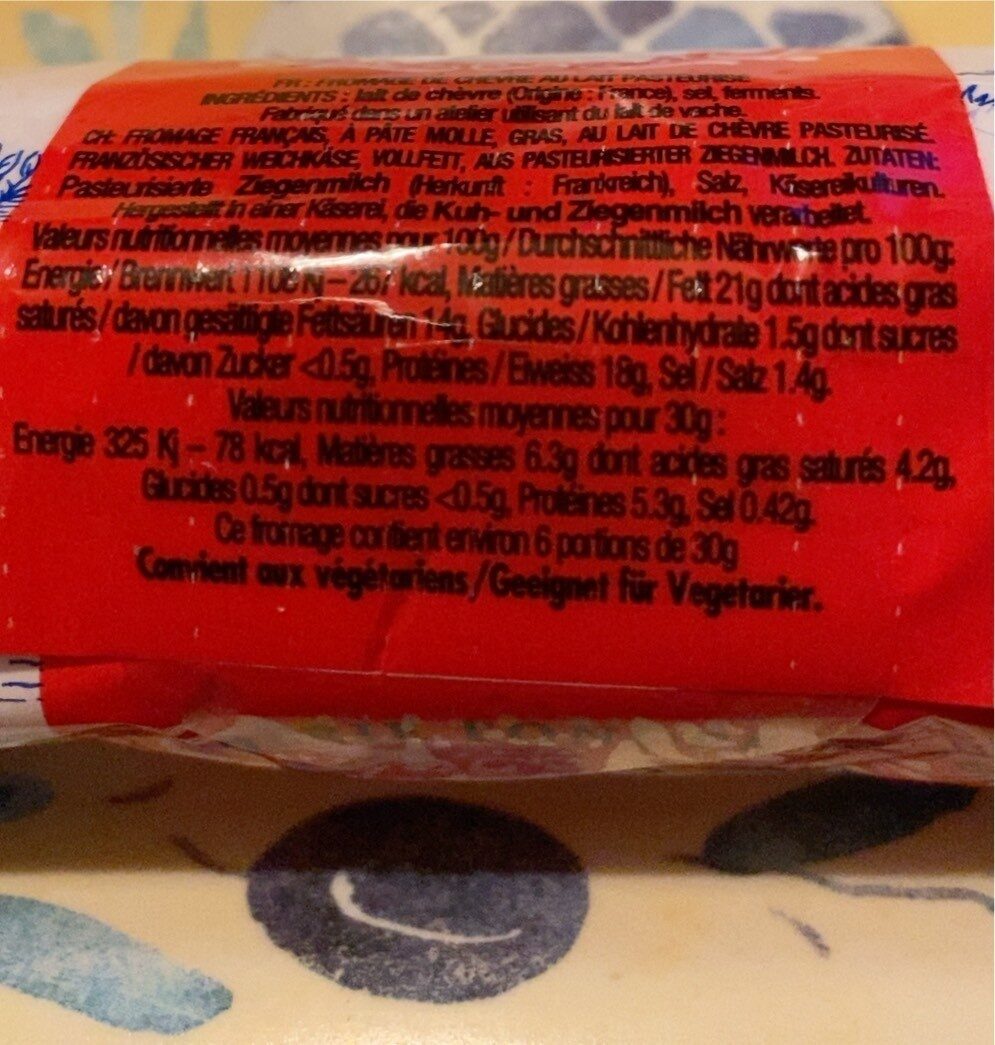 FR : FROMAGE DE CHÈVRE AU LAIT PASTEURISÉ
INGRÉDIENTS : lait de chèvre (Origine : France), sel, ferments.
Fabriqué dans un atelier utilisant du lait de vache.
CH: FROMAGE FRANÇAIS, À PÂTE MOLLE, GRAS, AU LAIT DE CHÈVRE PASTEURISÉ.
FRANZÖSISCHER WEICHKÄSE, VOLLFETT, AUS PASTEURISIERTER ZIEGENMILCH. ZUTATEN:
Pasteurisierte Ziegenmilch (Herkunft : Frankreich), Salz, Käsereikulturen.
Hergestellt in einer Käserei, die Kuh- und Ziegenmilch verarbeitet.
Valeurs nutritionnelles moyennes pour 100g / Durchschnittliche Nährwerte pro 100g:
Energie / Brennwert 1108 Kj – 267 kcal, Matières grasses / Fett 21g dont acides gras
saturés / davon gesättigte Fettsäuren 14g, Glucides / Kohlenhydrate 1.5g dont sucres
/ davon Zucker <0.5g, Protéines / Eiweiss 18g, Sel / Salz 1.4g.
Valeurs nutritionnelles moyennes pour 30g :
Energie 325 Kj – 78 kcal, Matières grasses 6.3g dont acides gras saturés 4.2g,
Glucides 0.5g dont sucres <0.5g, Protéines 5.3g, Sel 0.42g.
Ce fromage contient environ 6 portions de 30g
Convient aux végétariens/Geeignet für Vegetarier.